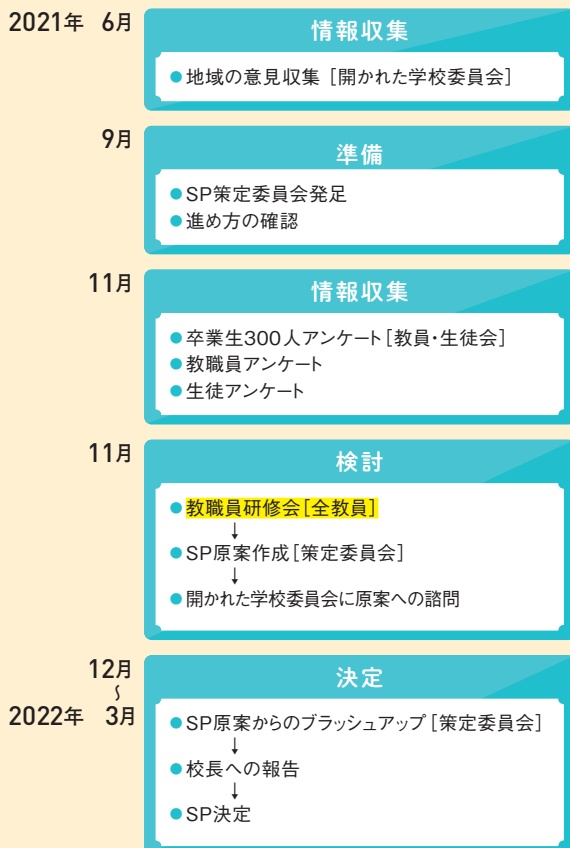 2021年 6月
情報収集
●地域の意見収集［開かれた学校委員会］
9月
準備
●SP策定委員会発足
●進め方の確認
11月
情報収集
●卒業生300人アンケート［教員・生徒会］
●教職員アンケート
●生徒アンケート
11月
検討
●教職員研修会［全教員］
↓
●SP原案作成［策定委員会］
↓
●開かれた学校委員会に原案への諮問
12月
〜
2022年 3月
決定
●SP原案からのブラッシュアップ［策定委員会］
↓
●校長への報告
↓
●SP決定